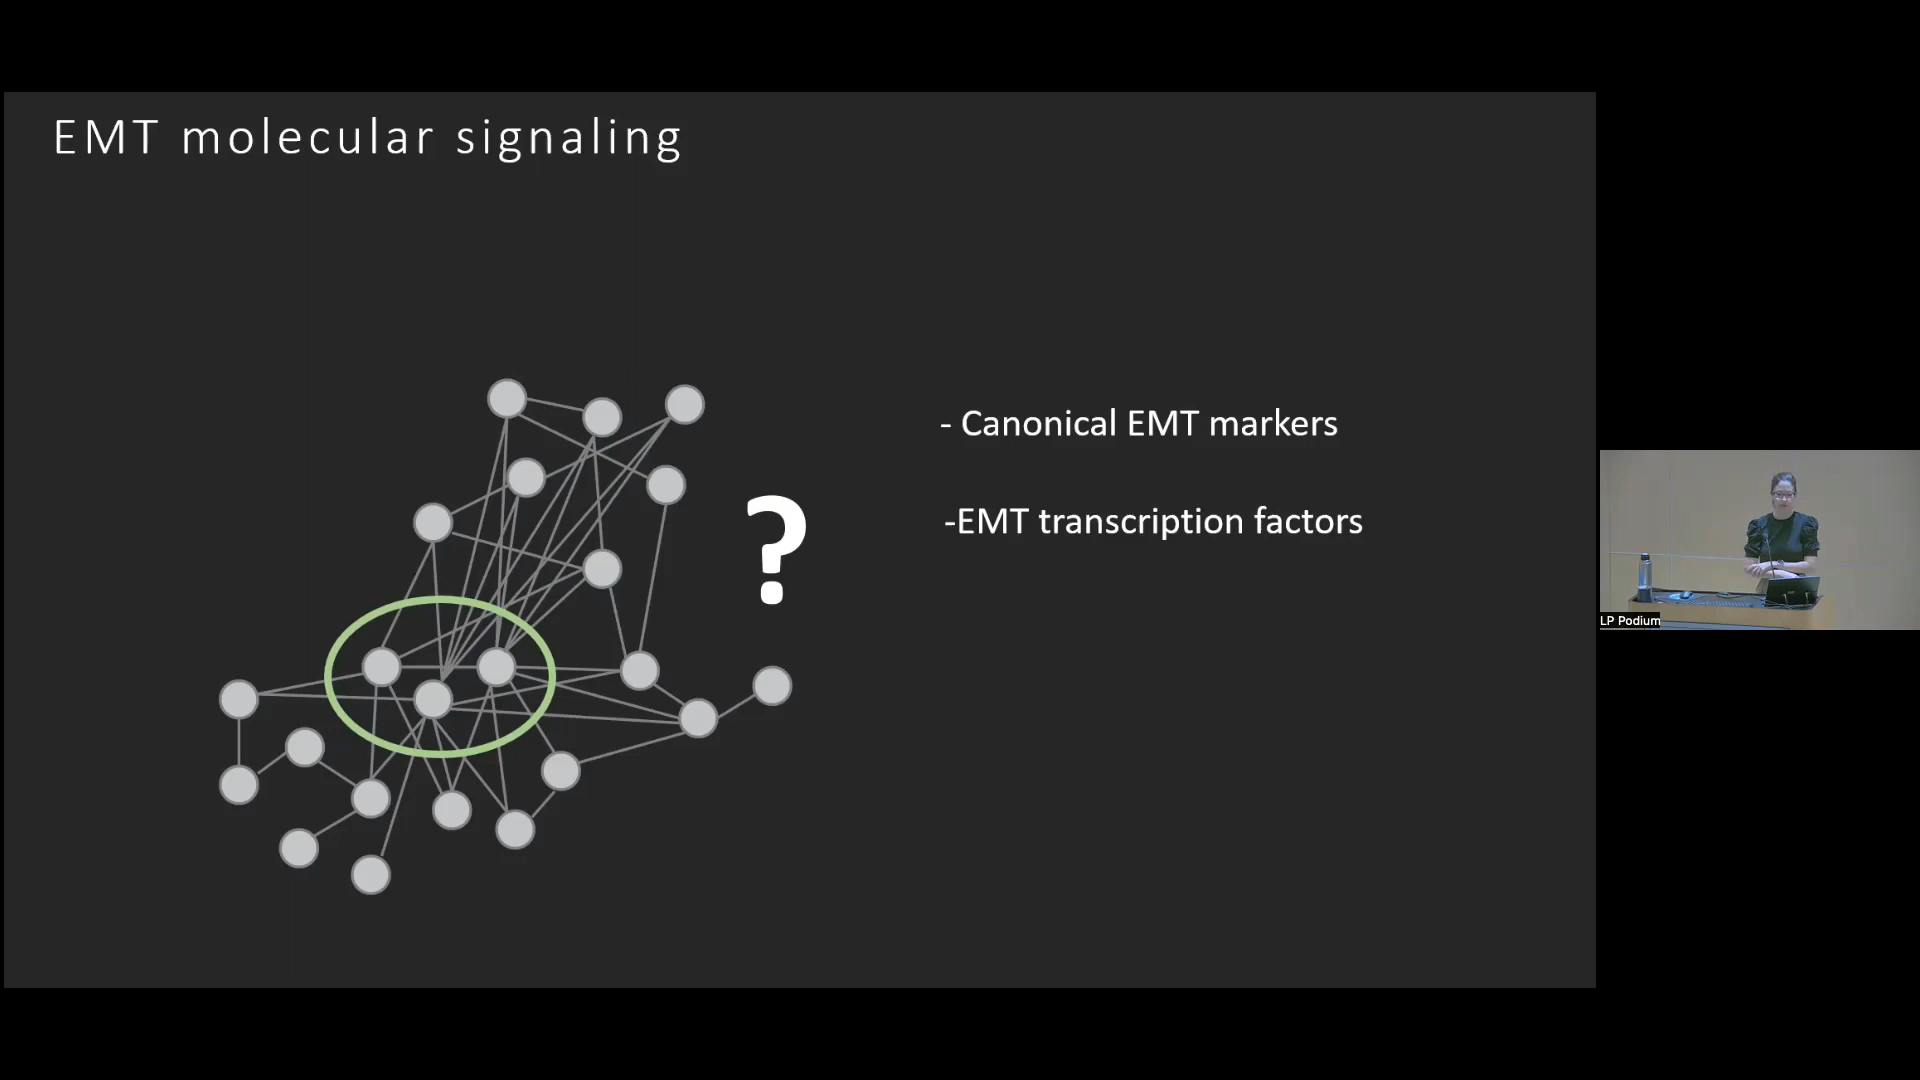 EMT molecular signaling
- Canonical EMT markers
?
-EMT transcription factors
LP Podium